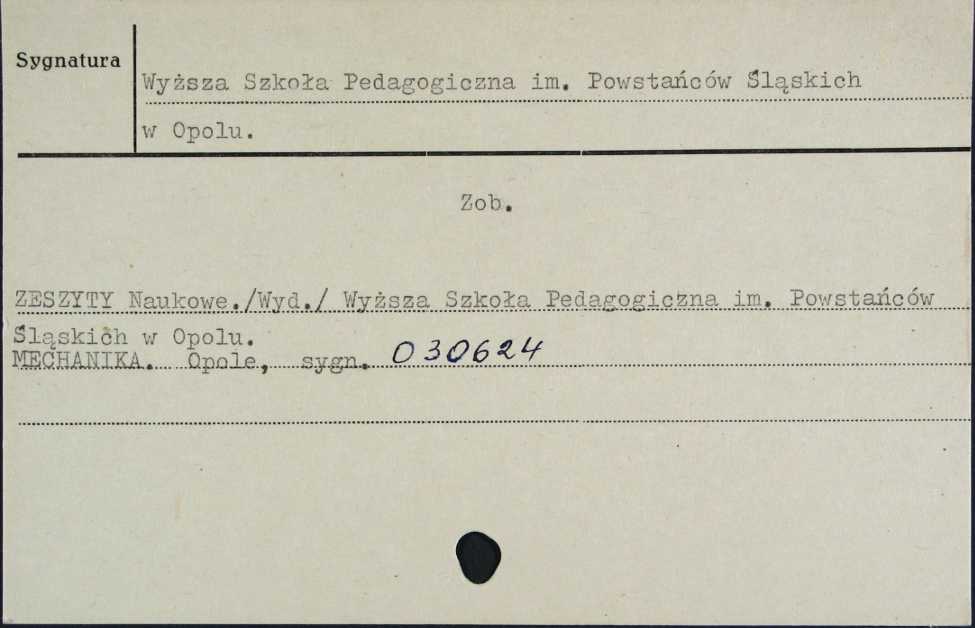 Sygnatura
Wyższa Szkoła Pedagogiczna im. Powstańców Śląskich
w Opolu.
Zob.
ZESZYTY Naukowe./Wyd./ Wyższa Szkoła Pedagogiczna im. Powstańców
Śląskich w Opolu.
MECHANIKA. Opole, sygn. 030624